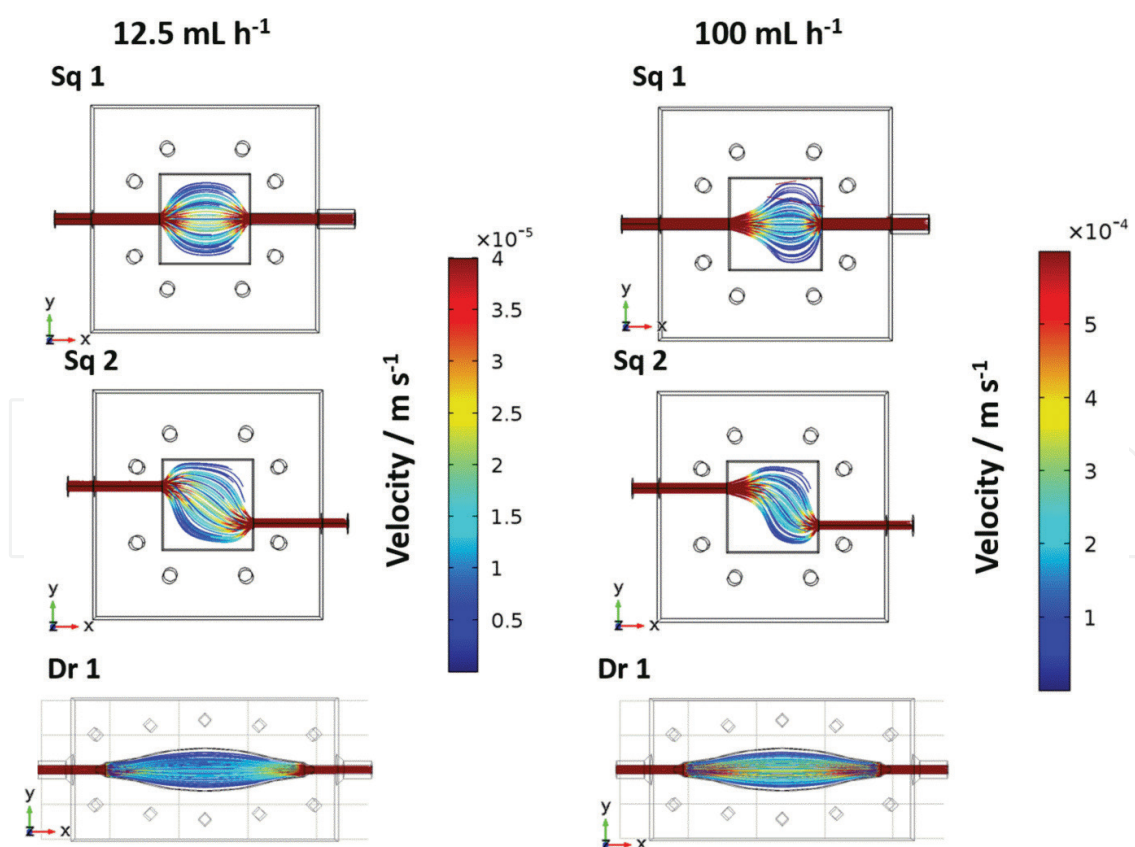 12.5 mL h⁻¹
100 mL h⁻¹
Sq 1
Sq 1
y
z
x
y
z
x
Sq 2
Sq 2
y
z
x
y
z
x
×10⁻⁵
4
3.5
3
2.5
2
1.5
1
0.5
Velocity / m s⁻¹
×10⁻⁴
5
4
3
2
1
Velocity / m s⁻¹
Dr 1
Dr 1
y
z
x
y
z
x